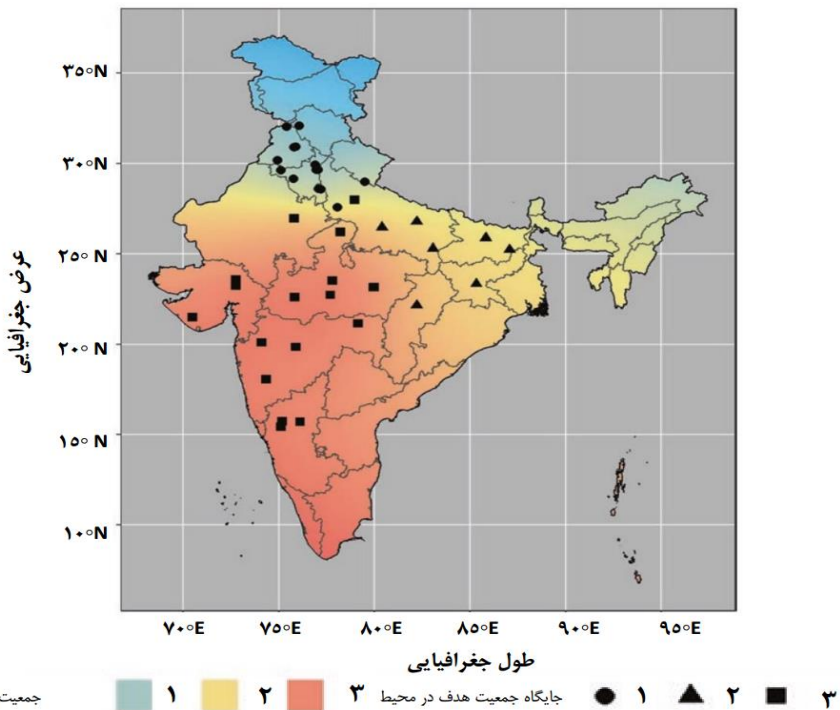 ۳۵°N
۳۰°N
۲۵°N
۲۰°N
۱۵°N
۱۰°N
عرض جغرافیایی
۷۰°E ۷۵°E ۸۰°E ۸۵°E ۹۰°E ۹۵°E
طول جغرافیایی
جمعیت ۱ ۲ ۳ جایگاه جمعیت هدف در محیط ۱ ۲ ۳